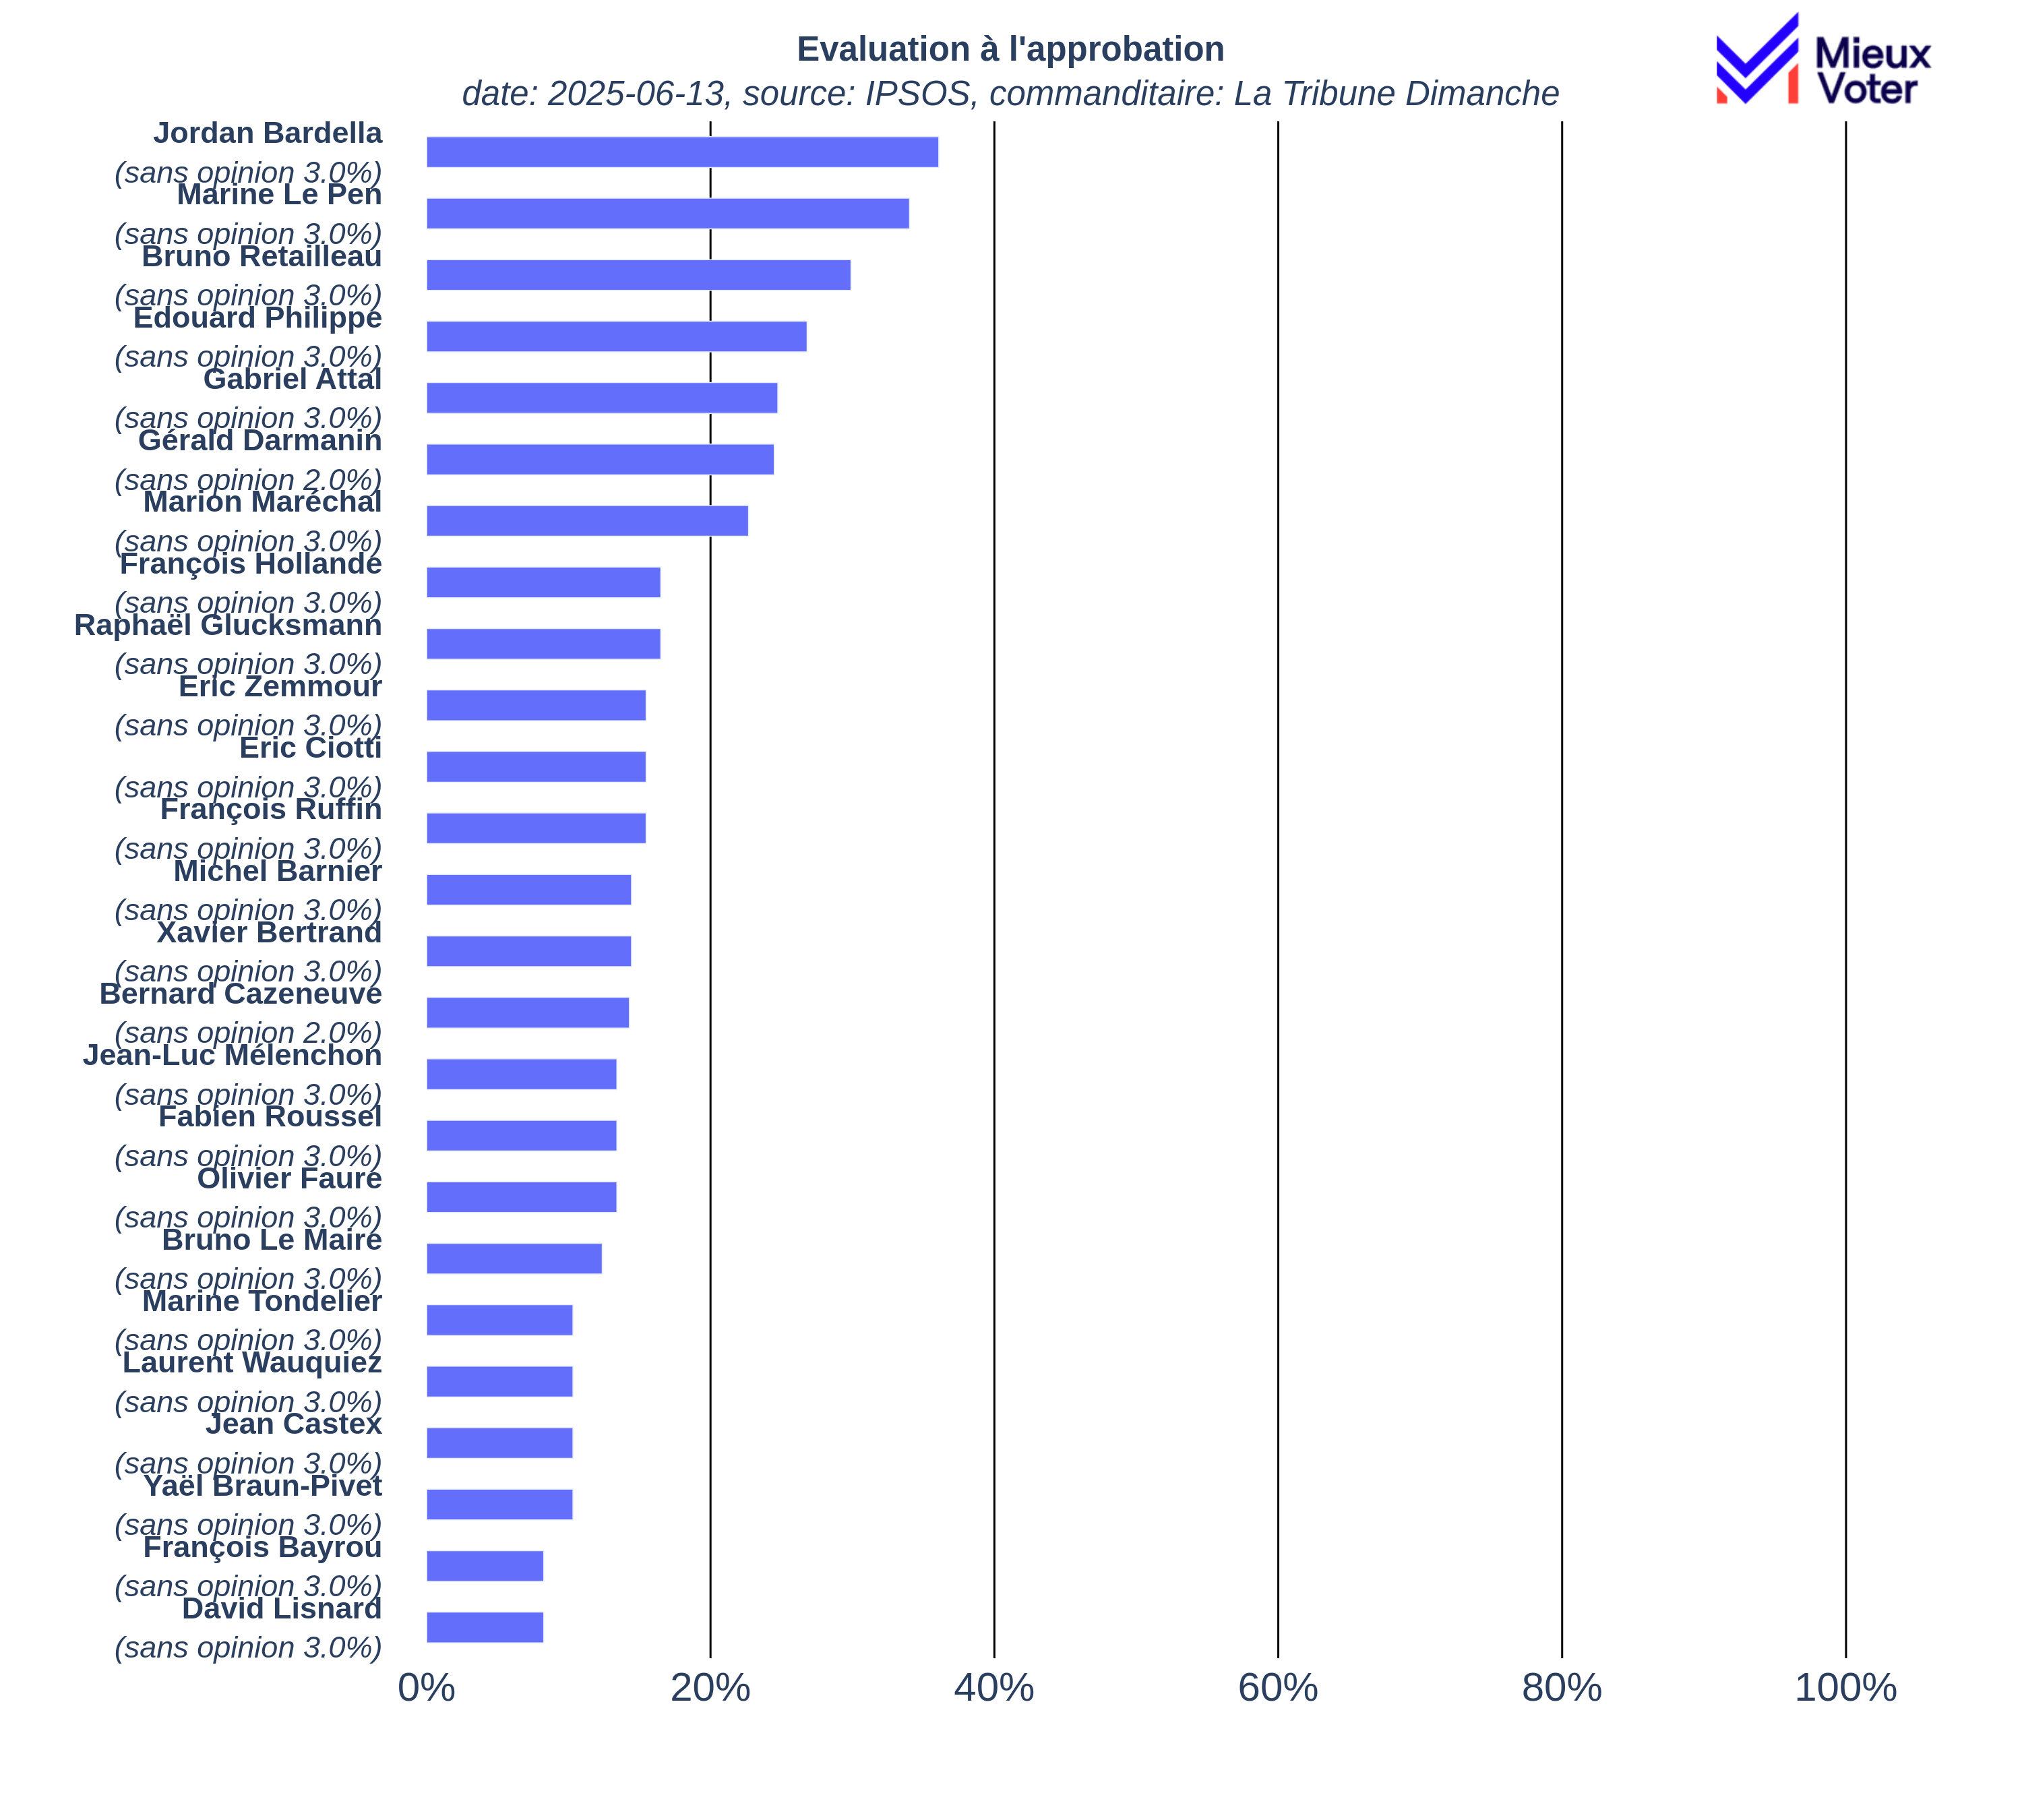 Evaluation à l'approbation
date: 2025-06-13, source: IPSOS, commanditaire: La Tribune Dimanche
Mieux
Voter
Jordan Bardella
(sans opinion 3.0%)
Marine Le Pen
(sans opinion 3.0%)
Bruno Retailleau
(sans opinion 3.0%)
Edouard Philippe
(sans opinion 3.0%)
Gabriel Attal
(sans opinion 3.0%)
Gérald Darmanin
(sans opinion 2.0%)
Marion Maréchal
(sans opinion 3.0%)
François Hollande
(sans opinion 3.0%)
Raphaël Glucksmann
(sans opinion 3.0%)
Eric Zemmour
(sans opinion 3.0%)
Eric Ciotti
(sans opinion 3.0%)
François Ruffin
(sans opinion 3.0%)
Michel Barnier
(sans opinion 3.0%)
Xavier Bertrand
(sans opinion 3.0%)
Bernard Cazeneuve
(sans opinion 2.0%)
Jean-Luc Mélenchon
(sans opinion 3.0%)
Fabien Roussel
(sans opinion 3.0%)
Olivier Faure
(sans opinion 3.0%)
Bruno Le Maire
(sans opinion 3.0%)
Marine Tondelier
(sans opinion 3.0%)
Laurent Wauquiez
(sans opinion 3.0%)
Jean Castex
(sans opinion 3.0%)
Yaël Braun-Pivet
(sans opinion 3.0%)
François Bayrou
(sans opinion 3.0%)
David Lisnard
(sans opinion 3.0%)
0% 20% 40% 60% 80% 100%